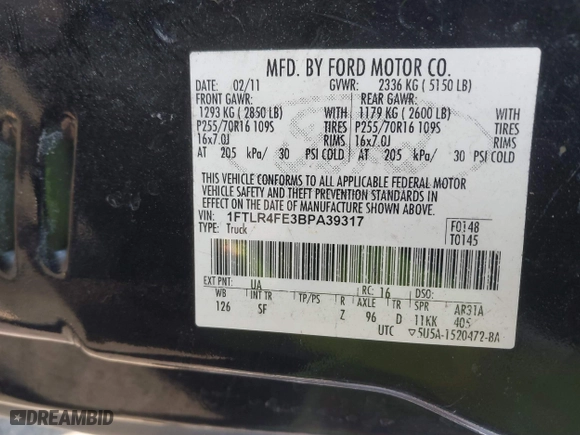 MFD. BY FORD MOTOR CO.
DATE: 02/11 GVWR: 2336 KG ( 5150 LB)
FRONT GAWR: REAR GAWR:
1293 KG ( 2850 LB) WITH 1179 KG ( 2600 LB) WITH
P255/70R16 109S TIRES P255/70R16 109S TIRES
16x7.0J RIMS 16x7.0J RIMS
AT 205 kPa/ 30 PSI COLD AT 205 kPa/ 30 PSI COLD
THIS VEHICLE CONFORMS TO ALL APPLICABLE FEDERAL MOTOR
VEHICLE SAFETY AND THEFT PREVENTION STANDARDS IN
EFFECT ON THE DATE OF MANUFACTURE SHOWN ABOVE.
VIN: 1FTLR4FE3BPA39317 F0148
TYPE: Truck T0145
EXT PNT: UA RC: 16 DSO:
WB INT TR TP/PS R AXLE TR SPR AR31A
126 SF Z 96 D 11KK 405
UTC ▽5U5A-1520472-BA
Ford
DREAMBID